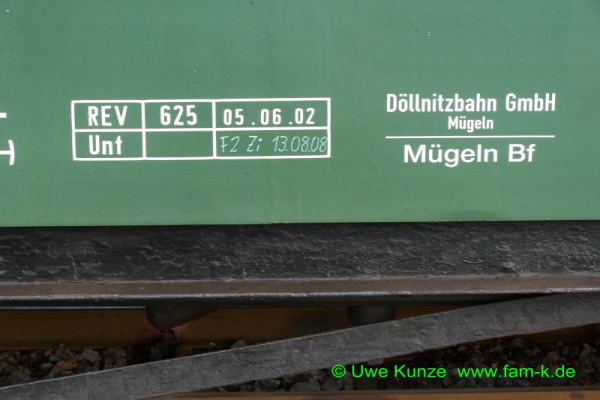 REV 625 05.06.02
Unt F2 Zi 13.08.08
Döllnitzbahn GmbH
Mügeln
Mügeln Bf
© Uwe Kunze www.fam-k.de